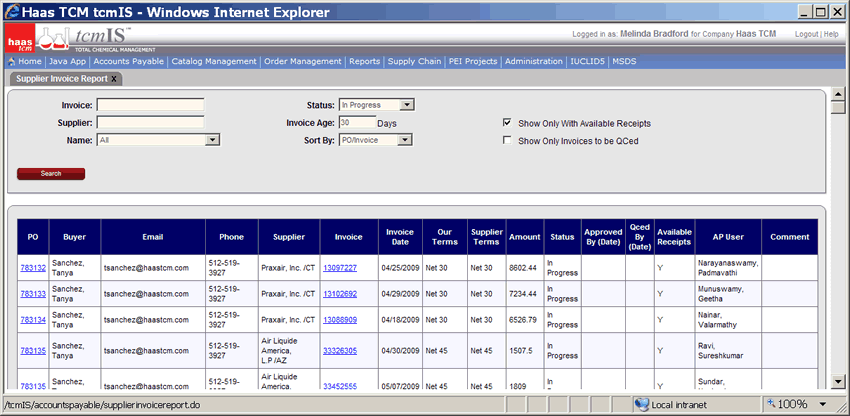 Haas TCM tcmIS - Windows Internet Explorer
haas tcm
tcmIS™
TOTAL CHEMICAL MANAGEMENT
Logged in as: Melinda Bradford for Company Haas TCM
Logout | Help
Home | Java App | Accounts Payable | Catalog Management | Order Management | Reports | Supply Chain | PEI Projects | Administration | IUCLID5 | MSDS
Supplier Invoice Report X
Invoice: Status: In Progress
Supplier: Invoice Age: 30 Days Show Only With Available Receipts
Name: All Sort By: PO/Invoice Show Only Invoices to be QCed
Search
PO Buyer Email Phone Supplier Invoice Invoice Date Our Terms Supplier Terms Amount Status Approved By (Date) Qced By (Date) Available Receipts AP User Comment
783132 Sanchez, Tanya tsanchez@haastcm.com 512-519-3927 Praxair, Inc. /CT 13097227 04/25/2009 Net 30 Net 30 8602.44 In Progress Y Narayanaswamy, Padmavathi
783133 Sanchez, Tanya tsanchez@haastcm.com 512-519-3927 Praxair, Inc. /CT 13102692 04/29/2009 Net 30 Net 30 7234.44 In Progress Y Munuswamy, Geetha
783134 Sanchez, Tanya tsanchez@haastcm.com 512-519-3927 Praxair, Inc. /CT 13086909 04/18/2009 Net 30 Net 30 6526.79 In Progress Y Nainar, Valarmathy
783135 Sanchez, Tanya tsanchez@haastcm.com 512-519-3927 Air Liquide America, L.P /AZ 33326305 04/30/2009 Net 45 Net 45 1507.5 In Progress Y Ravi, Sureshkumar
783135 Sanchez, Tanya tsanchez@haastcm.com 512-519-3927 Air Liquide America, 33452555 05/07/2009 Net 45 Net 45 1809 In Progress Y Sundar,
/tcmIS/accountspayable/supplierinvoicereport.do
Local intranet
100%